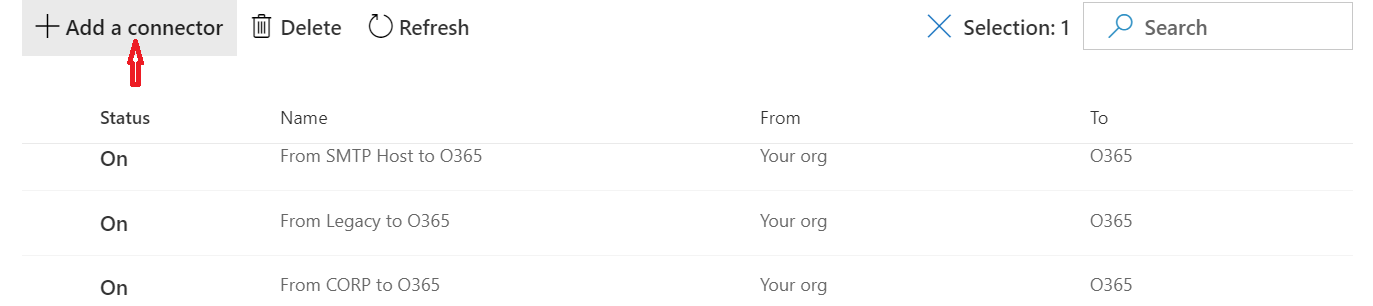 Add a connector Delete Refresh Selection: 1 Search
Status Name From To
On From SMTP Host to O365 Your org O365
On From Legacy to O365 Your org O365
On From CORP to O365 Your org O365